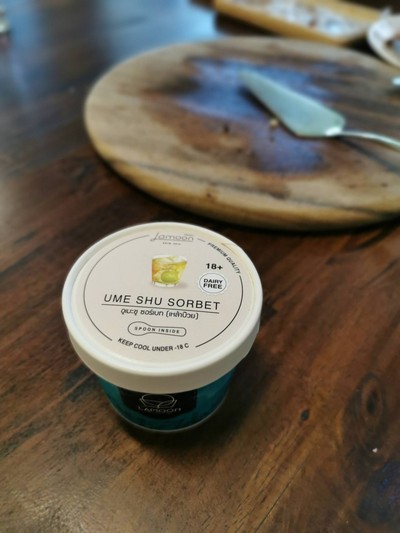 Lamoon
PREMIUM QUALITY
18+
DAIRY
FREE
UME SHU SORBET
อูเมะชู ซอร์เบท (เหล้าบ๊วย)
SPOON INSIDE
KEEP COOL UNDER -18 C
LAMOON